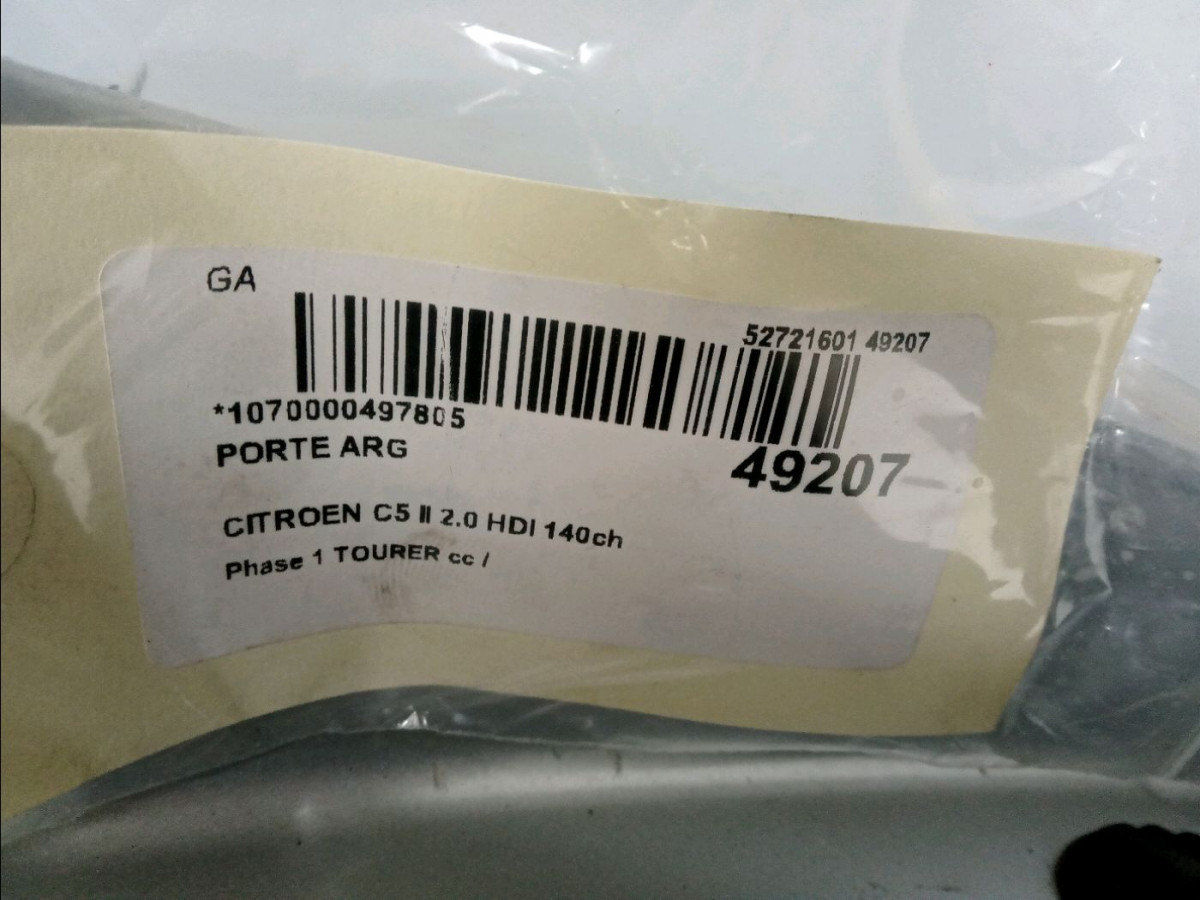 GA
52721601 49207
*1070000497805
PORTE ARG
49207
CITROEN C5 II 2.0 HDI 140ch
Phase 1 TOURER cc /